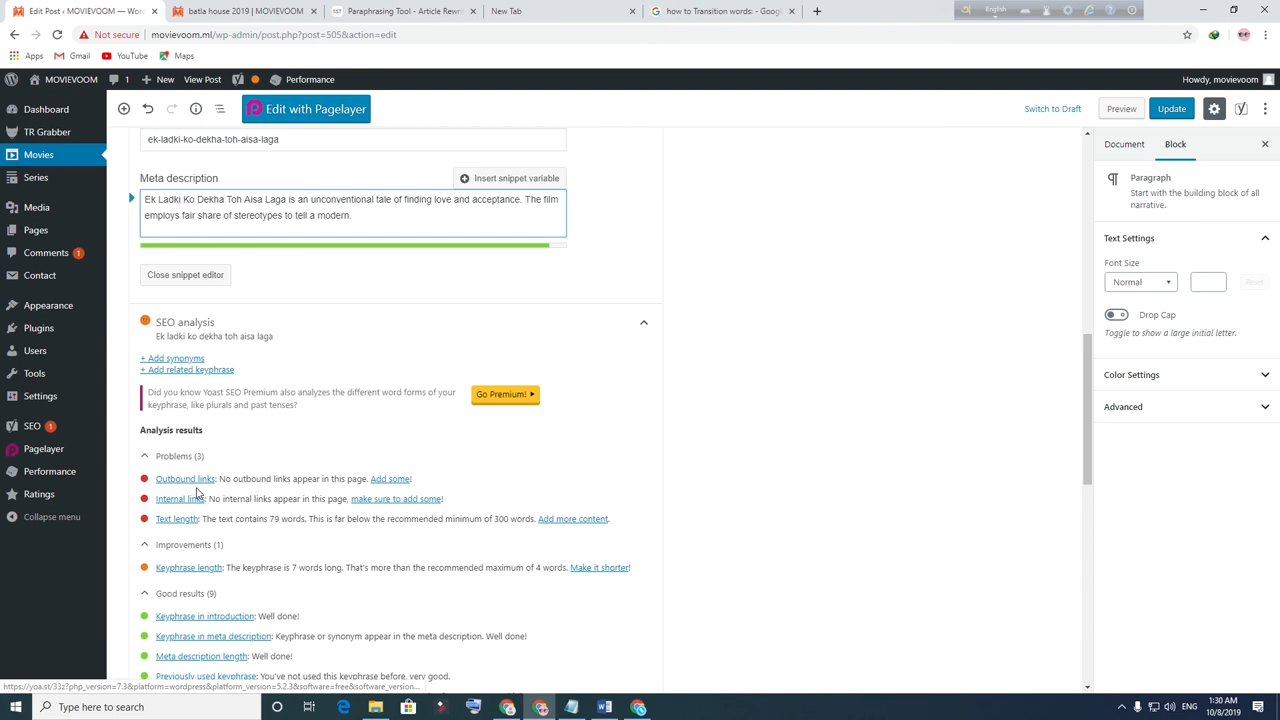 Edit Post ‹ MOVIEVOOM — Wor
batla house 2019 | MOVIEVOOM
Paraphrasing Tool - Article Rewri
New Tab
how to Transition words: - Googl
English
Not secure
movievoom.ml/wp-admin/post.php?post=505&action=edit
Apps
Gmail
YouTube
Maps
MOVIEVOOM
1
New
Edit Post
Performance
Howdy, movievoom
Dashboard
TR Grabber
Movies
Series
Media
Pages
Comments 1
Contact
Appearance
Plugins
Users
Tools
Settings
SEO 1
Pagelayer
Performance
Ratings
Collapse menu
Edit with Pagelayer
Switch to Draft
Preview
Update
ek-ladki-ko-dekha-toh-aisa-laga
Meta description
Insert snippet variable
Ek Ladki Ko Dekha Toh Aisa Laga is an unconventional tale of finding love and acceptance. The film
employs fair share of stereotypes to tell a modern.
Close snippet editor
SEO analysis
Ek ladki ko dekha toh aisa laga
+ Add synonyms
+ Add related keyphrase
Did you know Yoast SEO Premium also analyzes the different word forms of your
keyphrase, like plurals and past tenses?
Go Premium!
Analysis results
Problems (3)
Outbound links: No outbound links appear in this page. Add some!
Internal links: No internal links appear in this page, make sure to add some!
Text length: The text contains 79 words. This is far below the recommended minimum of 300 words. Add more content.
Improvements (1)
Keyphrase length: The keyphrase is 7 words long. That's more than the recommended maximum of 4 words. Make it shorter!
Good results (9)
Keyphrase in introduction: Well done!
Keyphrase in meta description: Keyphrase or synonym appear in the meta description. Well done!
Meta description length: Well done!
Previously used keyphrase: You've not used this keyphrase before, very good.
Document
Block
Paragraph
Start with the building block of all
narrative.
Text Settings
Font Size
Normal
Reset
Drop Cap
Toggle to show a large initial letter.
Color Settings
Advanced
https://yoa.st/33z?php_version=7.3&platform=wordpress&platform_version=5.2.3&software=free&software_version...
Type here to search
ENG
1:30 AM
10/8/2019